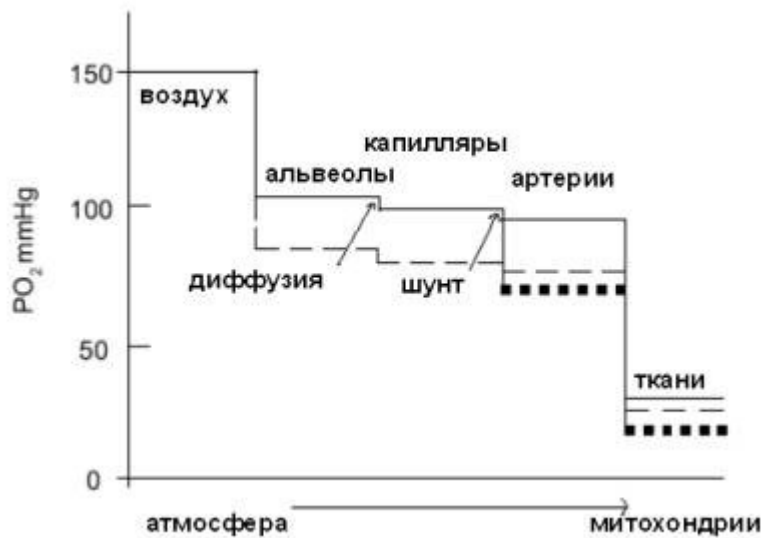 150
воздух
капилляры
альвеолы
артерии
100
PO₂ mmHg
диффузия
шунт
50
ткани
0
атмосфера
митохондрии